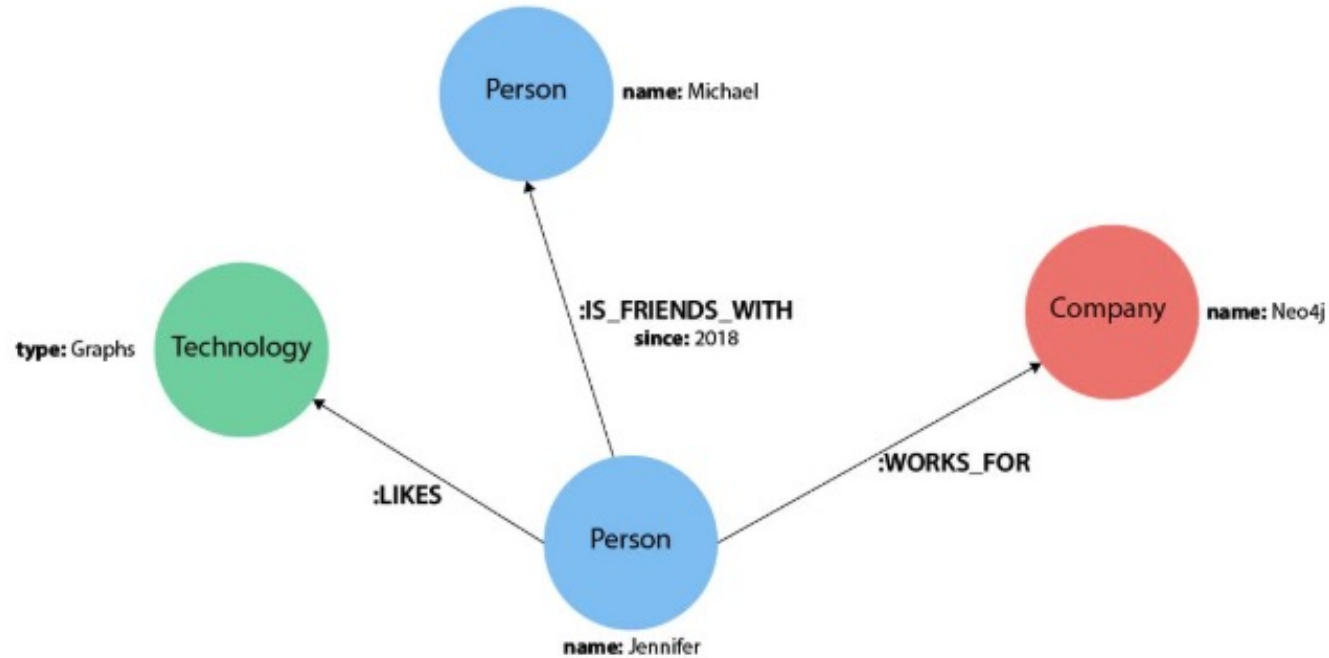 Person
name: Michael
:IS_FRIENDS_WITH
since: 2018
Company
name: Neo4j
type: Graphs
Technology
:LIKES
:WORKS_FOR
Person
name: Jennifer